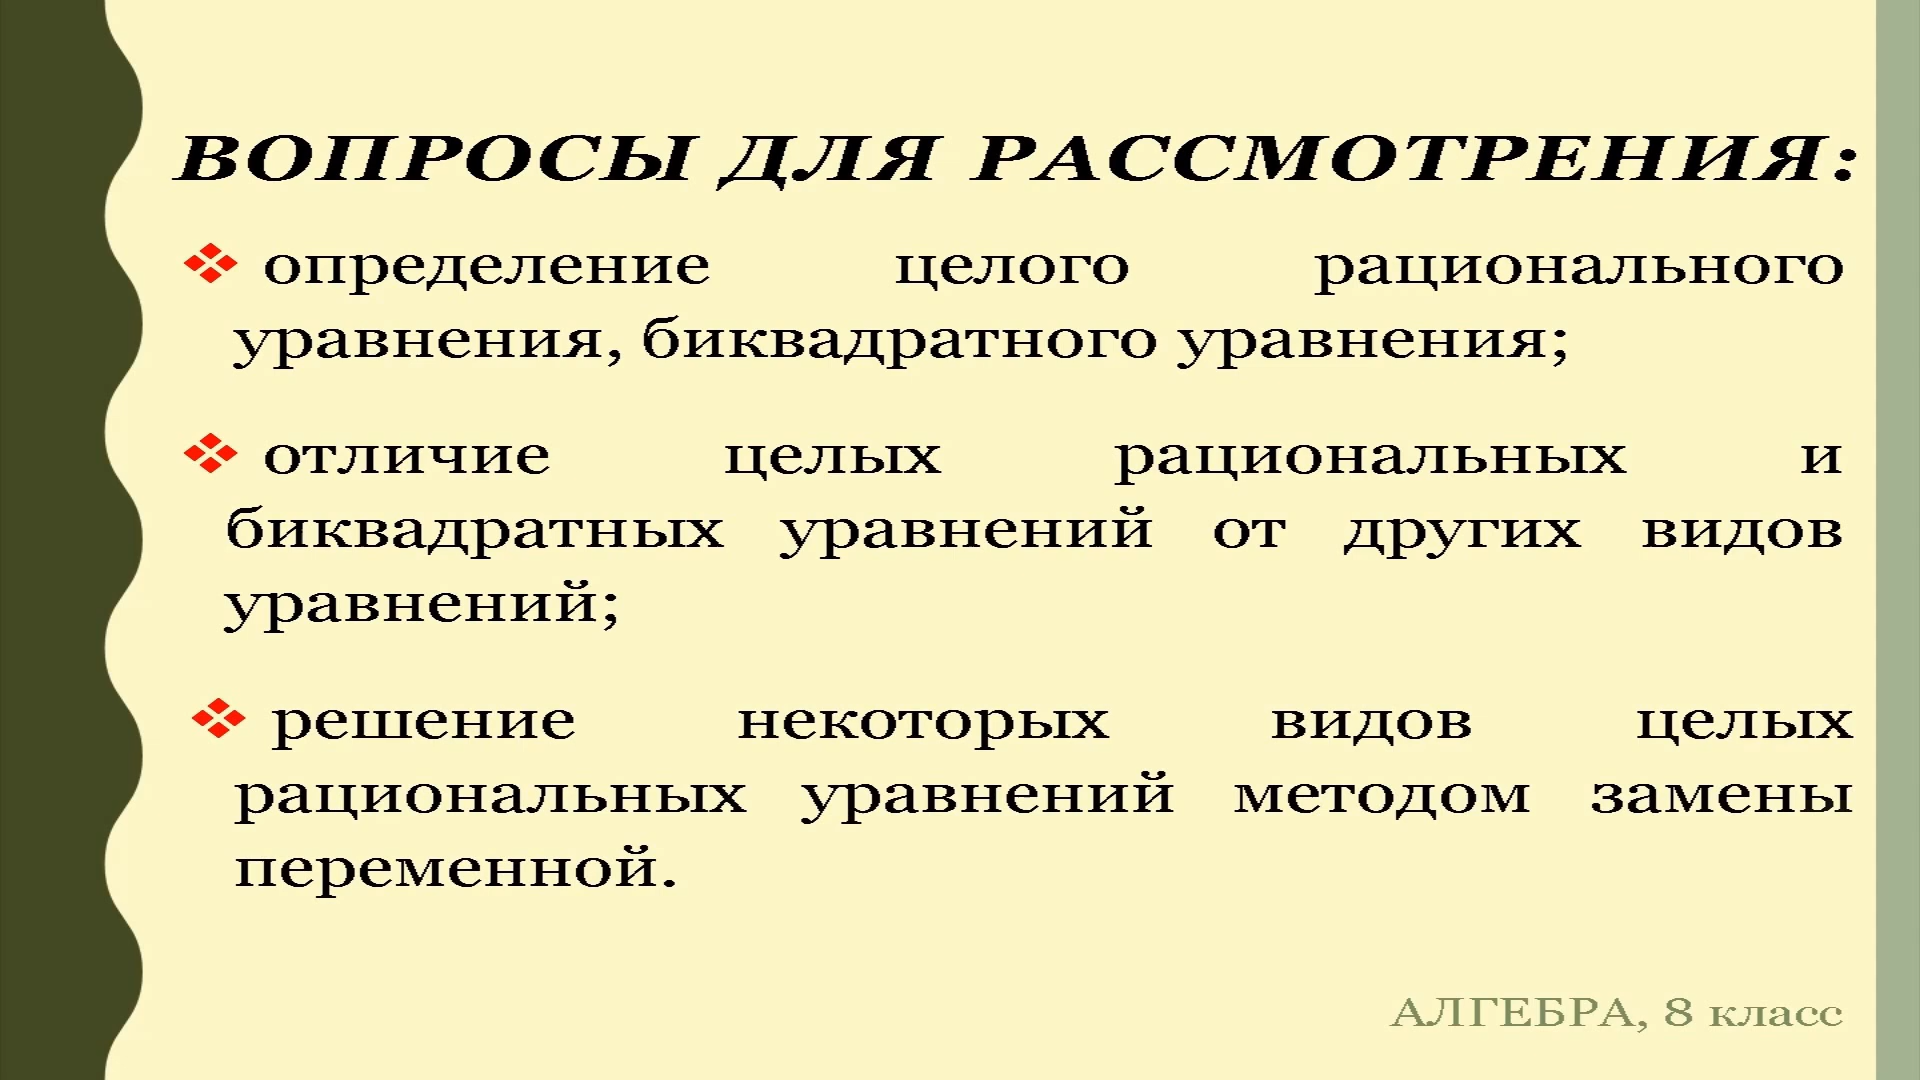 ВОПРОСЫ ДЛЯ РАССМОТРЕНИЯ:
определение целого рационального
уравнения, биквадратного уравнения;
отличие целых рациональных и
биквадратных уравнений от других видов
уравнений;
решение некоторых видов целых
рациональных уравнений методом замены
переменной.
АЛГЕБРА, 8 класс